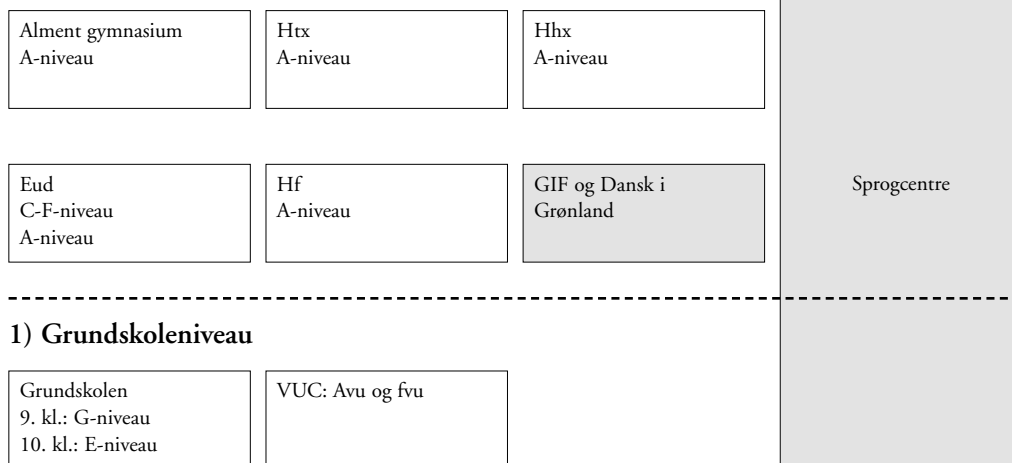 Alment gymnasium
A-niveau
Htx
A-niveau
Hhx
A-niveau
Eud
C-F-niveau
A-niveau
Hf
A-niveau
GIF og Dansk i
Grønland
Sprogcentre
1) Grundskoleniveau
Grundskolen
9. kl.: G-niveau
10. kl.: E-niveau
VUC: Avu og fvu